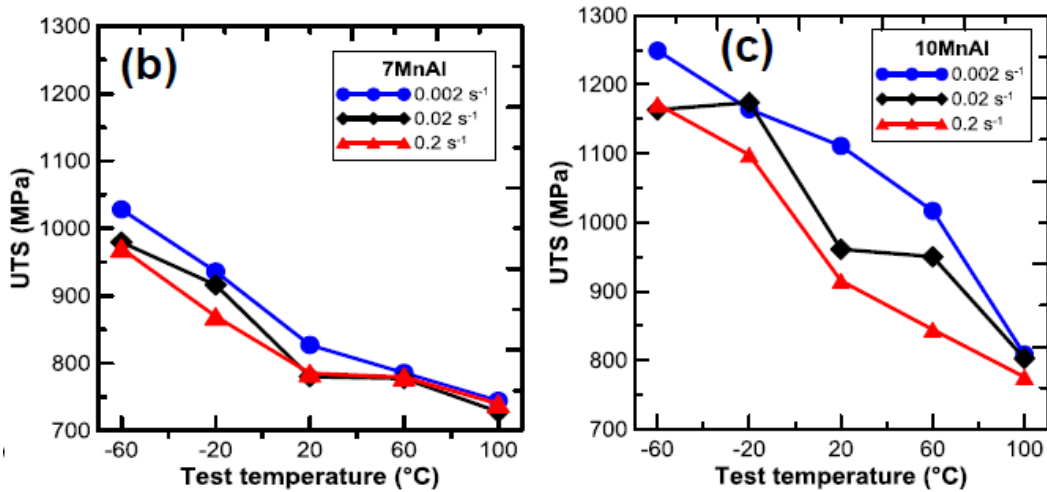 (b)
7MnAl
0.002 s-1
0.02 s-1
0.2 s-1
1300
1200
1100
1000
900
800
700
UTS (MPa)
-60 -20 20 60 100
Test temperature (°C)
(c)
10MnAl
0.002 s-1
0.02 s-1
0.2 s-1
1300
1200
1100
1000
900
800
700
UTS (MPa)
-60 -20 20 60 100
Test temperature (°C)